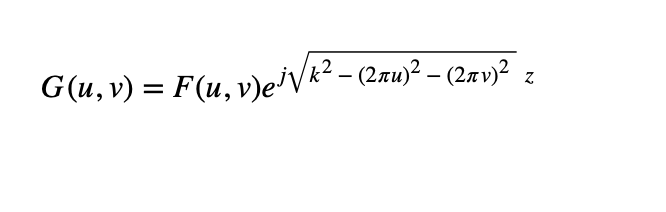 G(u, v) = F(u, v)e^{j√(k² − (2πu)² − (2πv)²) z}